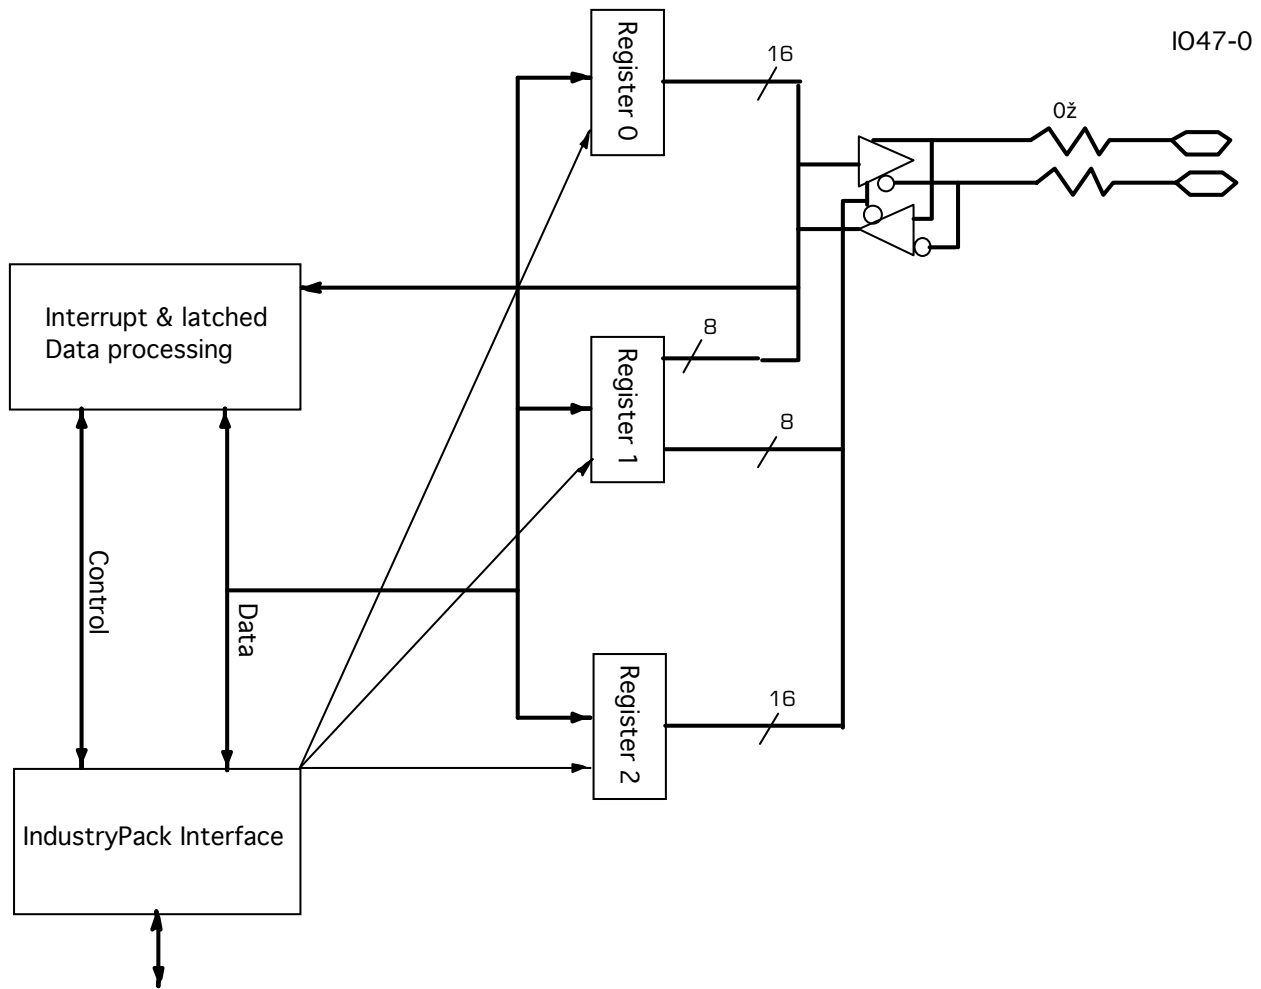 Register 0
16
IO47-0
0ž
Interrupt & latched
Data processing
8
Register 1
8
Control
Data
Register 2
16
IndustryPack Interface